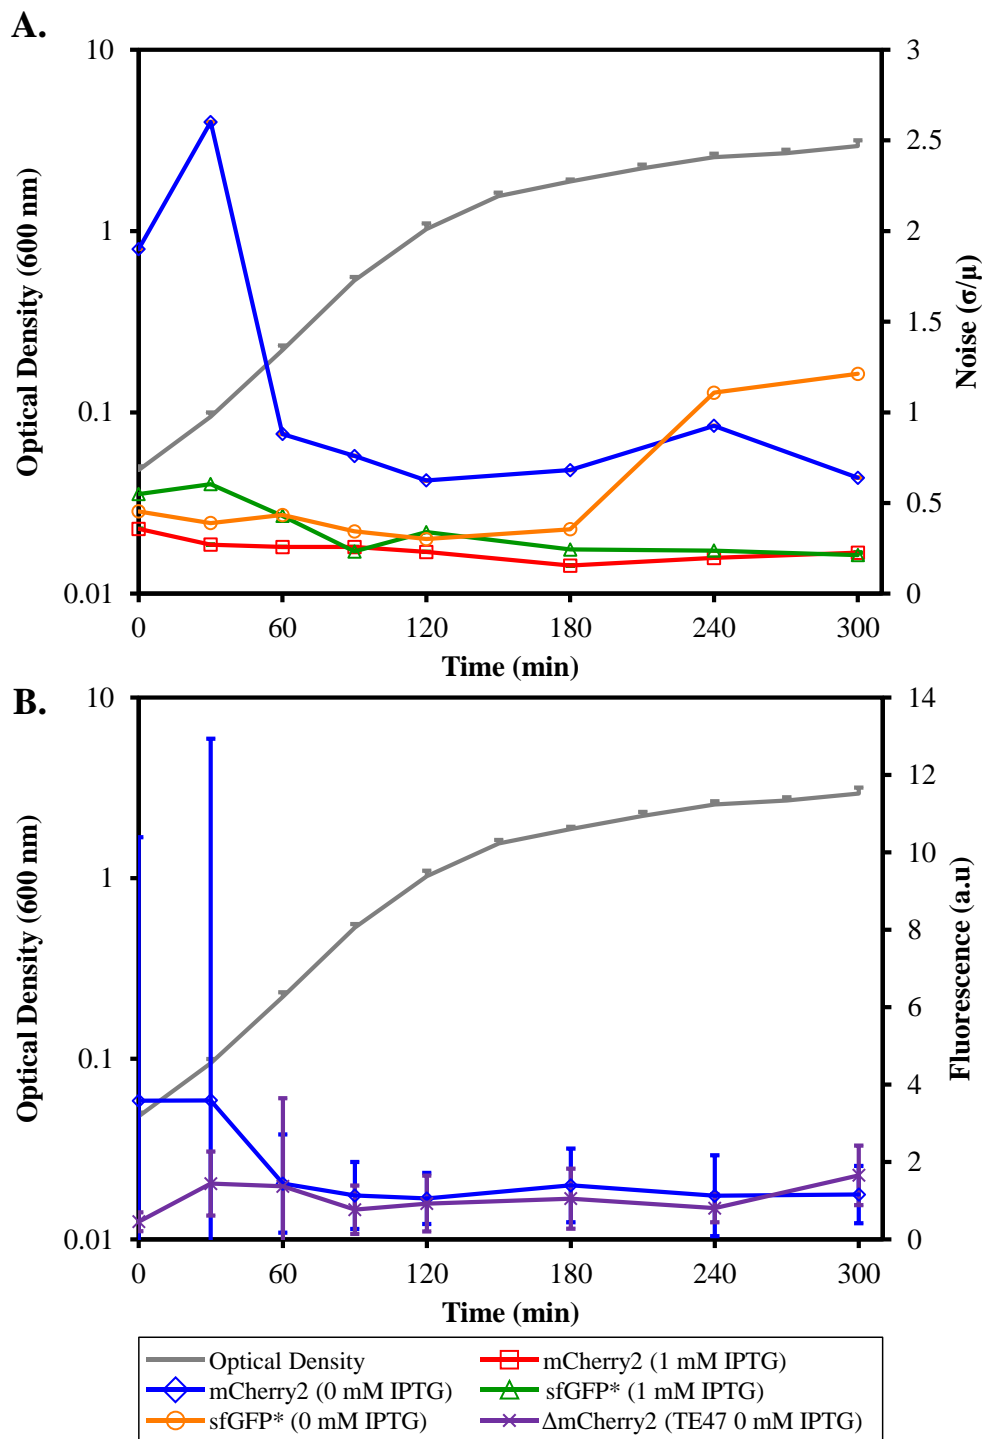 A.
10
1
0.1
0.01
Optical Density (600 nm)
3
2.5
2
1.5
1
0.5
0
Noise (σ/μ)
0 60 120 180 240 300
Time (min)
B.
10
1
0.1
0.01
Optical Density (600 nm)
14
12
10
8
6
4
2
0
Fluorescence (a.u)
0 60 120 180 240 300
Time (min)
Optical Density
mCherry2 (1 mM IPTG)
mCherry2 (0 mM IPTG)
sfGFP* (1 mM IPTG)
sfGFP* (0 mM IPTG)
ΔmCherry2 (TE47 0 mM IPTG)